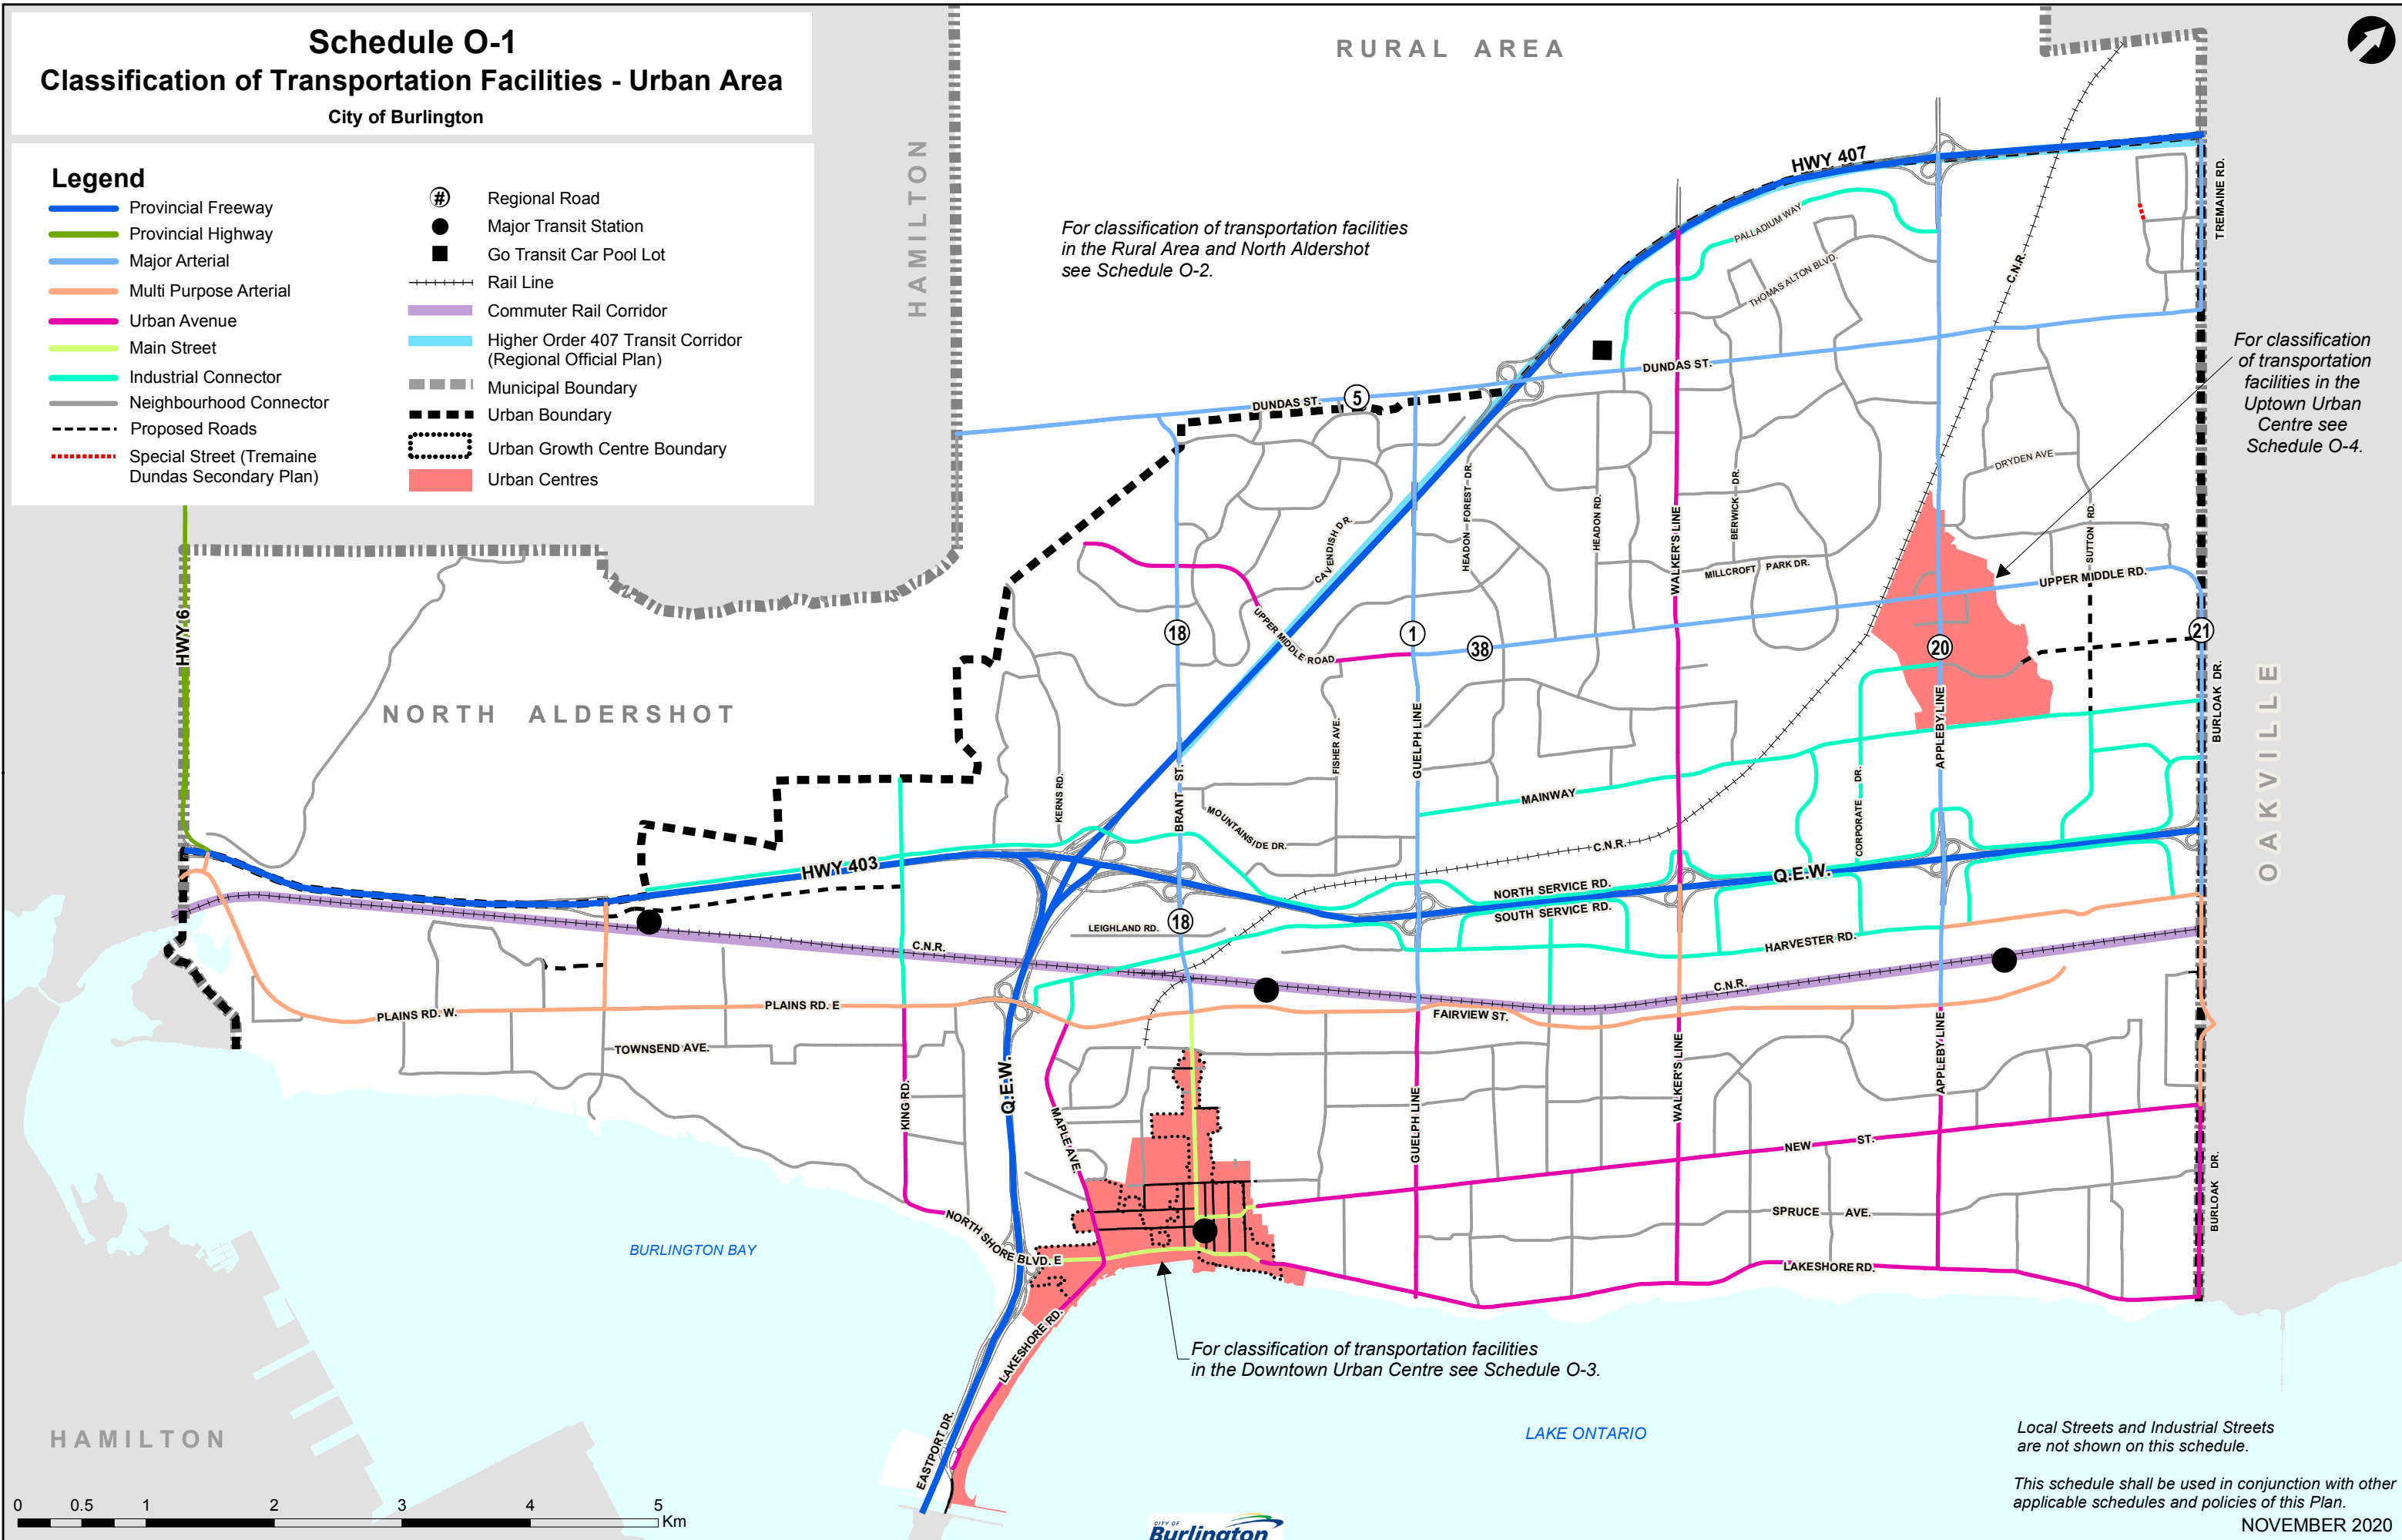 Schedule O-1
Classification of Transportation Facilities - Urban Area
City of Burlington
Legend
Provincial Freeway
Provincial Highway
Major Arterial
Multi Purpose Arterial
Urban Avenue
Main Street
Industrial Connector
Neighbourhood Connector
Proposed Roads
Special Street (Tremaine
Dundas Secondary Plan)
#
Regional Road
Major Transit Station
Go Transit Car Pool Lot
Rail Line
Commuter Rail Corridor
Higher Order 407 Transit Corridor
(Regional Official Plan)
Municipal Boundary
Urban Boundary
Urban Growth Centre Boundary
Urban Centres
RURAL AREA
HAMILTON
For classification of transportation facilities
in the Rural Area and North Aldershot
see Schedule O-2.
HWY 407
PALLADIUM WAY
THOMAS ALTON BLVD.
C.N.R.
TREMAINE RD.
For classification
of transportation
facilities in the
Uptown Urban
Centre see
Schedule O-4.
DUNDAS ST.
5
DUNDAS ST.
DRYDEN AVE
CAVENDISH DR.
HEADON FOREST DR.
HEADON RD.
WALKER'S LINE
BERWICK DR.
SUTTON RD.
MILLCROFT PARK DR.
UPPER MIDDLE RD.
HWY 6
NORTH ALDERSHOT
18
UPPER MIDDLE ROAD
1
38
20
21
BURLOAK DR.
OAKVILLE
KERNS RD.
BRANT ST.
FISHER AVE.
GUELPH LINE
APPLEBY LINE
MOUNTAINSIDE DR.
MAINWAY
CORPORATE DR.
C.N.R.
HWY 403
Q.E.W.
NORTH SERVICE RD.
SOUTH SERVICE RD.
18
LEIGHLAND RD.
HARVESTER RD.
C.N.R.
C.N.R.
PLAINS RD. W.
PLAINS RD. E
FAIRVIEW ST.
TOWNSEND AVE.
KING RD.
Q.E.W.
MAPLE AVE.
GUELPH LINE
WALKER'S LINE
APPLEBY LINE
NEW ST.
SPRUCE AVE.
BURLOAK DR.
NORTH SHORE BLVD. E
LAKESHORE RD.
BURLINGTON BAY
LAKESHORE RD.
For classification of transportation facilities
in the Downtown Urban Centre see Schedule O-3.
EASTPORT DR.
HAMILTON
LAKE ONTARIO
Local Streets and Industrial Streets
are not shown on this schedule.
This schedule shall be used in conjunction with other
applicable schedules and policies of this Plan.
NOVEMBER 2020
0 0.5 1 2 3 4 5
Km
CITY OF
Burlington